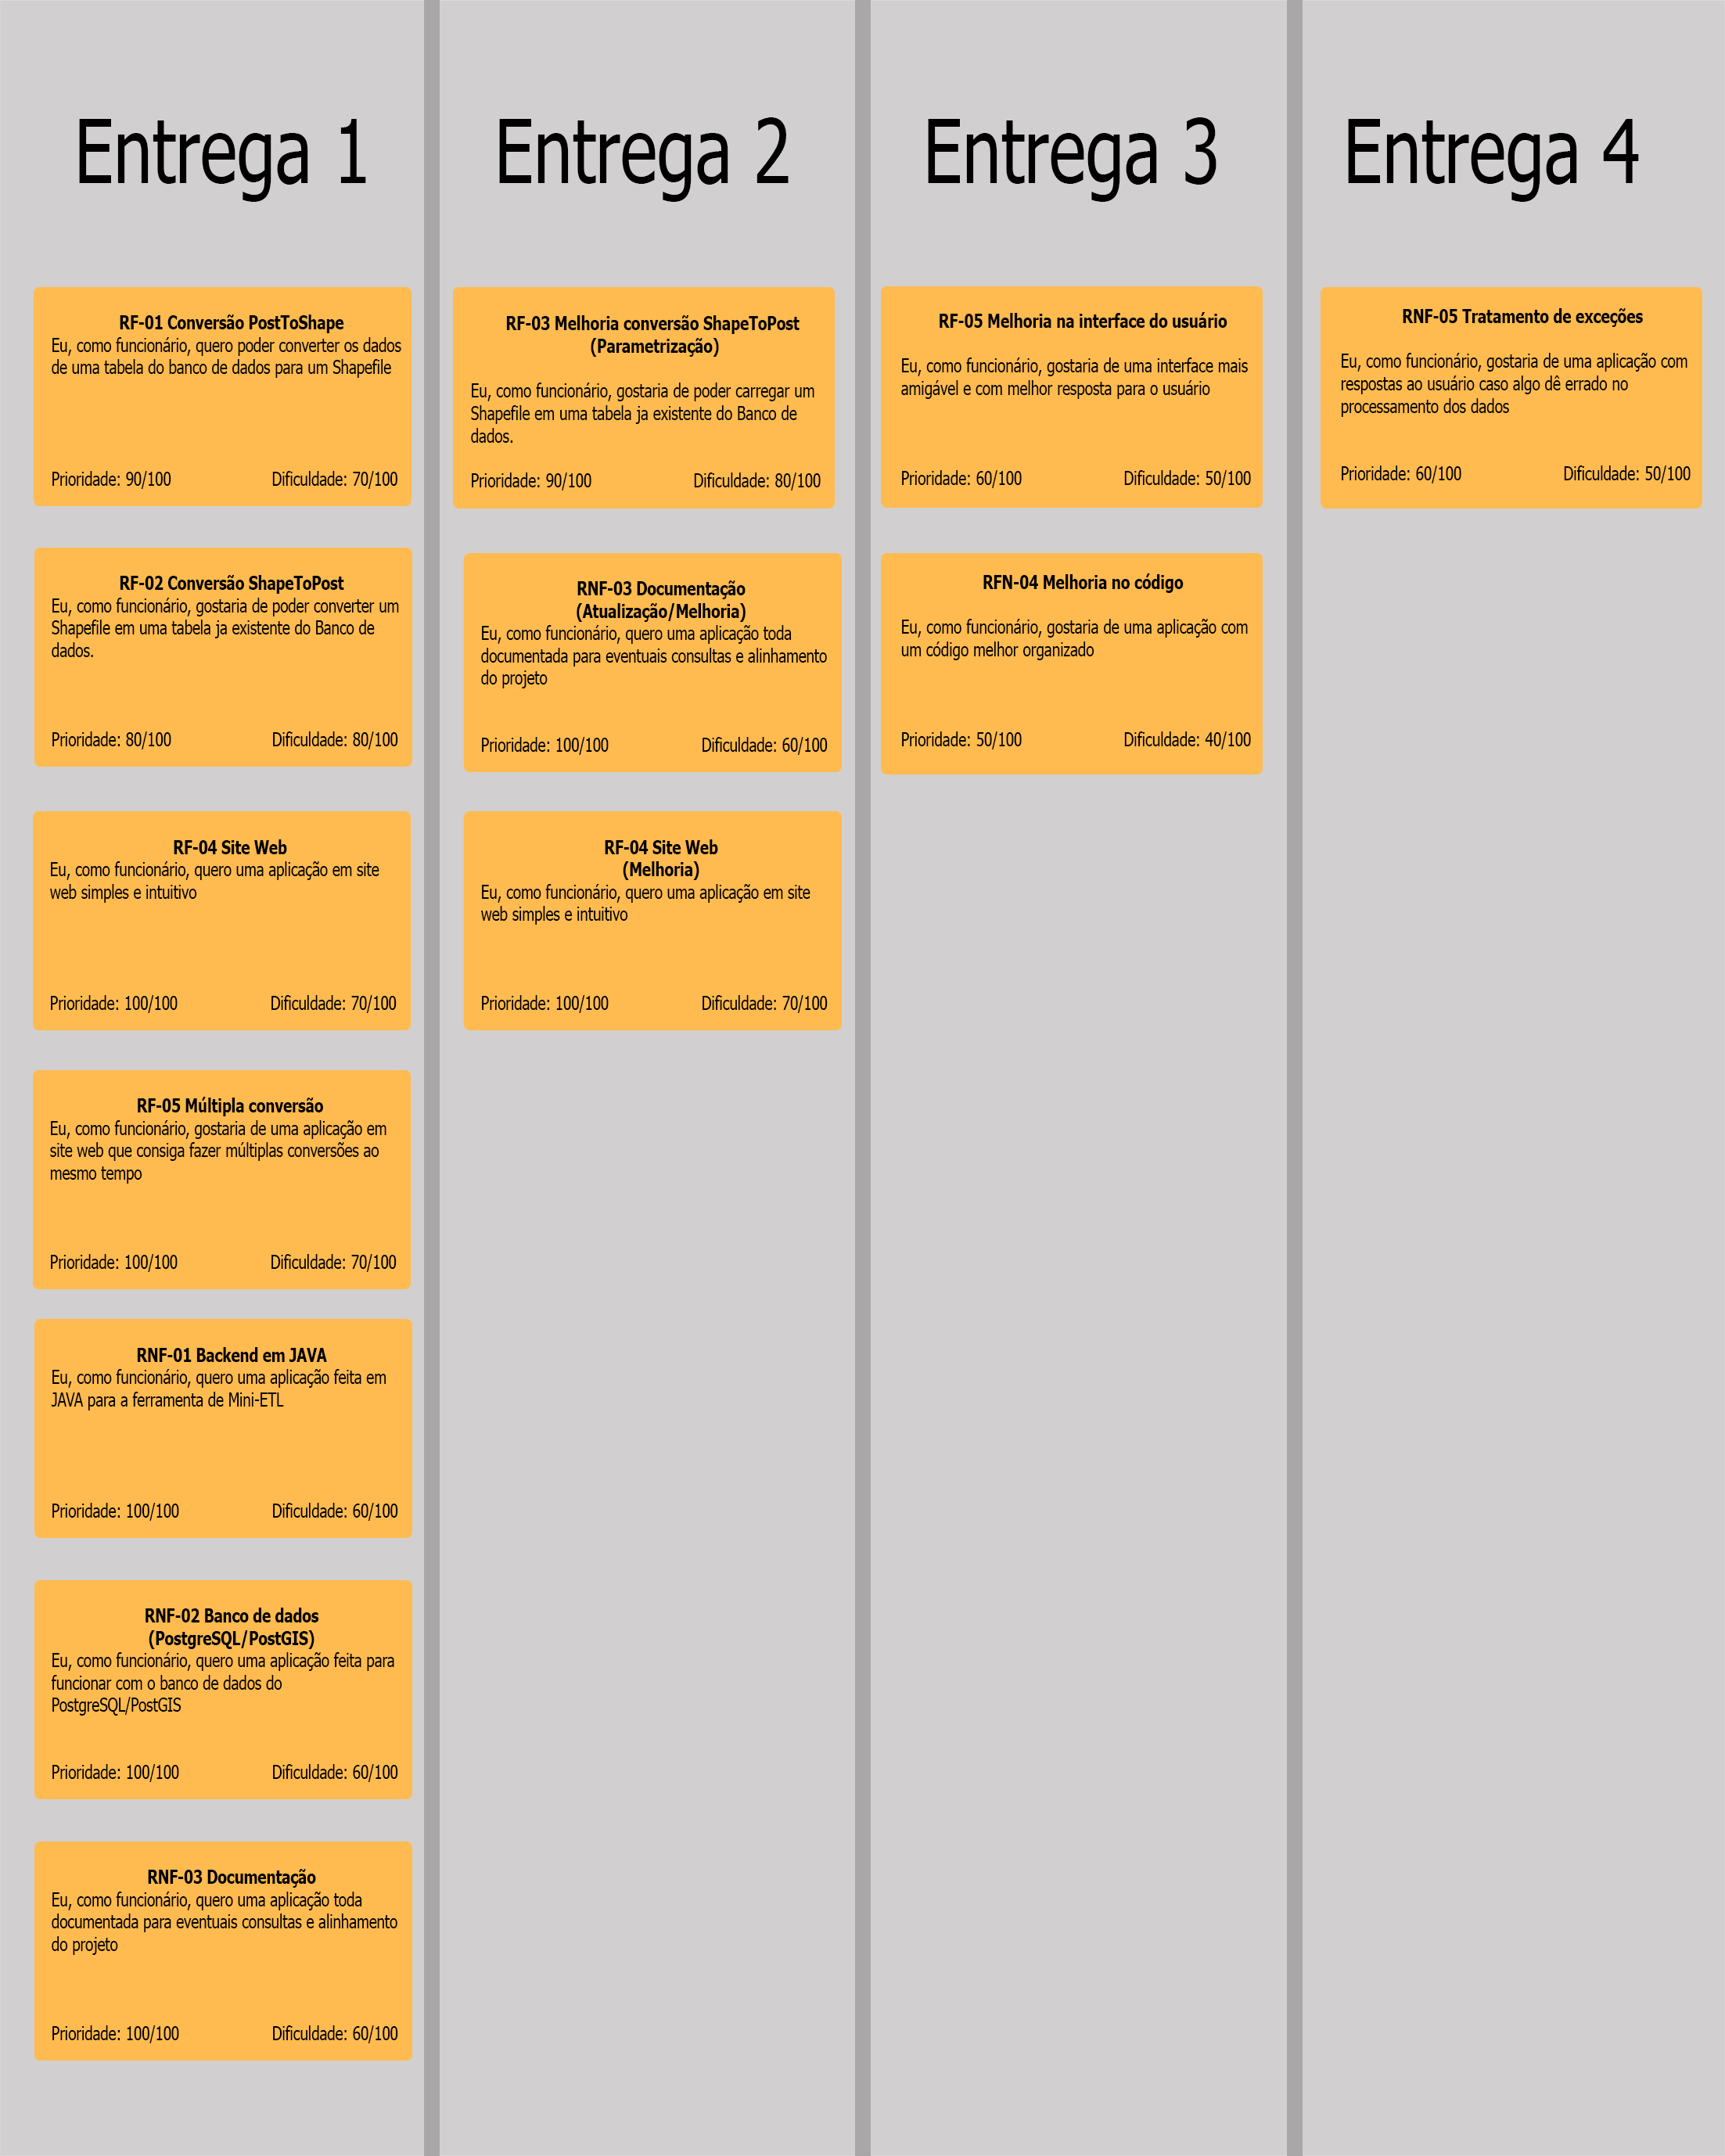 Entrega 1
RF-01 Conversão PostToShape
Eu, como funcionário, quero poder converter os dados
de uma tabela do banco de dados para um Shapefile
Prioridade: 90/100 Dificuldade: 70/100
RF-02 Conversão ShapeToPost
Eu, como funcionário, gostaria de poder converter um
Shapefile em uma tabela ja existente do Banco de
dados.
Prioridade: 80/100 Dificuldade: 80/100
RF-04 Site Web
Eu, como funcionário, quero uma aplicação em site
web simples e intuitivo
Prioridade: 100/100 Dificuldade: 70/100
RF-05 Múltipla conversão
Eu, como funcionário, gostaria de uma aplicação em
site web que consiga fazer múltiplas conversões ao
mesmo tempo
Prioridade: 100/100 Dificuldade: 70/100
RNF-01 Backend em JAVA
Eu, como funcionário, quero uma aplicação feita em
JAVA para a ferramenta de Mini-ETL
Prioridade: 100/100 Dificuldade: 60/100
RNF-02 Banco de dados
(PostgreSQL/PostGIS)
Eu, como funcionário, quero uma aplicação feita para
funcionar com o banco de dados do
PostgreSQL/PostGIS
Prioridade: 100/100 Dificuldade: 60/100
RNF-03 Documentação
Eu, como funcionário, quero uma aplicação toda
documentada para eventuais consultas e alinhamento
do projeto
Prioridade: 100/100 Dificuldade: 60/100
Entrega 2
RF-03 Melhoria conversão ShapeToPost
(Parametrização)
Eu, como funcionário, gostaria de poder carregar um
Shapefile em uma tabela ja existente do Banco de
dados.
Prioridade: 90/100 Dificuldade: 80/100
RNF-03 Documentação
(Atualização/Melhoria)
Eu, como funcionário, quero uma aplicação toda
documentada para eventuais consultas e alinhamento
do projeto
Prioridade: 100/100 Dificuldade: 60/100
RF-04 Site Web
(Melhoria)
Eu, como funcionário, quero uma aplicação em site
web simples e intuitivo
Prioridade: 100/100 Dificuldade: 70/100
Entrega 3
RF-05 Melhoria na interface do usuário
Eu, como funcionário, gostaria de uma interface mais
amigável e com melhor resposta para o usuário
Prioridade: 60/100 Dificuldade: 50/100
RFN-04 Melhoria no código
Eu, como funcionário, gostaria de uma aplicação com
um código melhor organizado
Prioridade: 50/100 Dificuldade: 40/100
Entrega 4
RNF-05 Tratamento de exceções
Eu, como funcionário, gostaria de uma aplicação com
respostas ao usuário caso algo dê errado no
processamento dos dados
Prioridade: 60/100 Dificuldade: 50/100